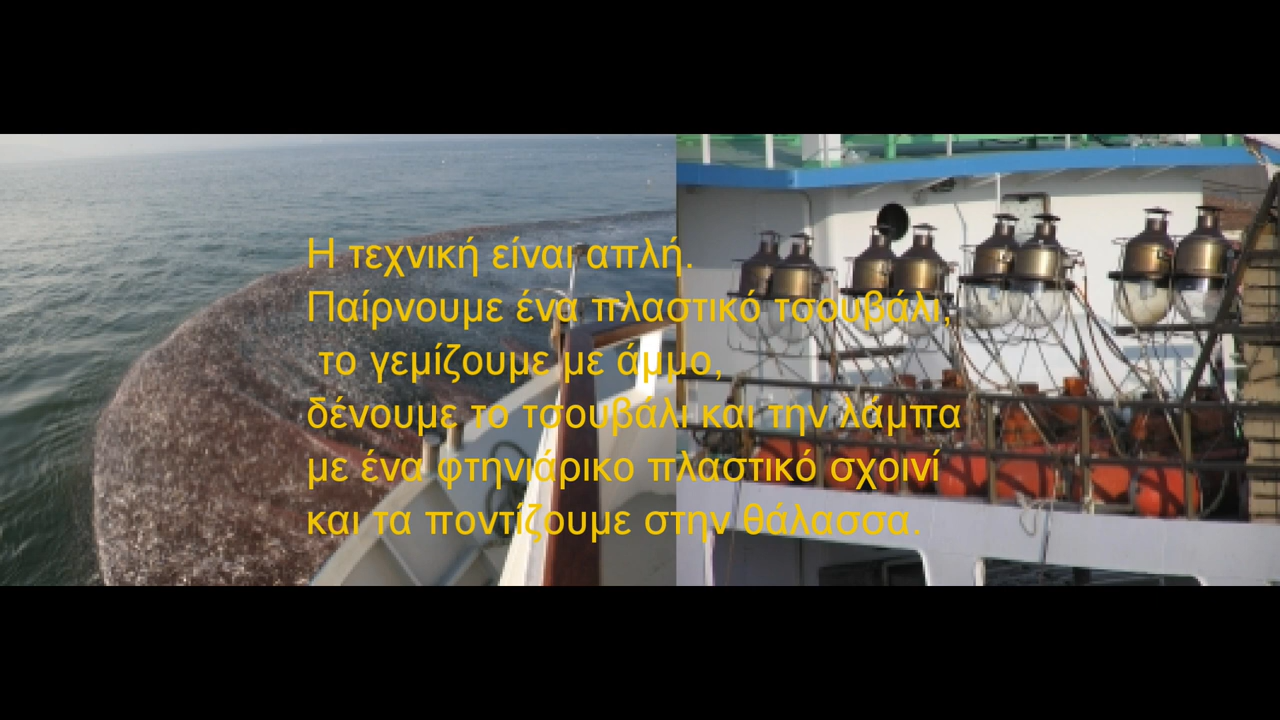 Η τεχνική είναι απλή.
Παίρνουμε ένα πλαστικό τσουβάλι,
το γεμίζουμε με άμμο,
δένουμε το τσουβάλι και την λάμπα
με ένα φτηνιάρικο πλαστικό σχοινί
και τα ποντίζουμε στην θάλασσα.